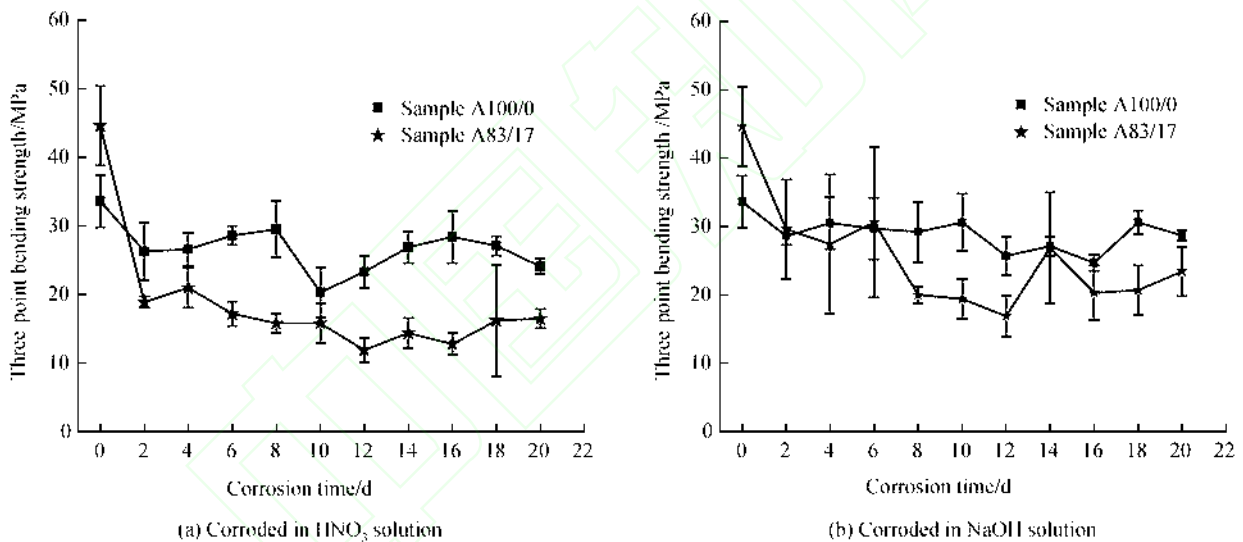 60
50
40
30
20
10
0
Three point bending strength/MPa
Sample A100/0
Sample A83/17
0 2 4 6 8 10 12 14 16 18 20 22
Corrosion time/d
(a) Corroded in HNO₃ solution
60
50
40
30
20
10
0
Three point bending strength /MPa
Sample A100/0
Sample A83/17
0 2 4 6 8 10 12 14 16 18 20 22
Corrosion time/d
(b) Corroded in NaOH solution